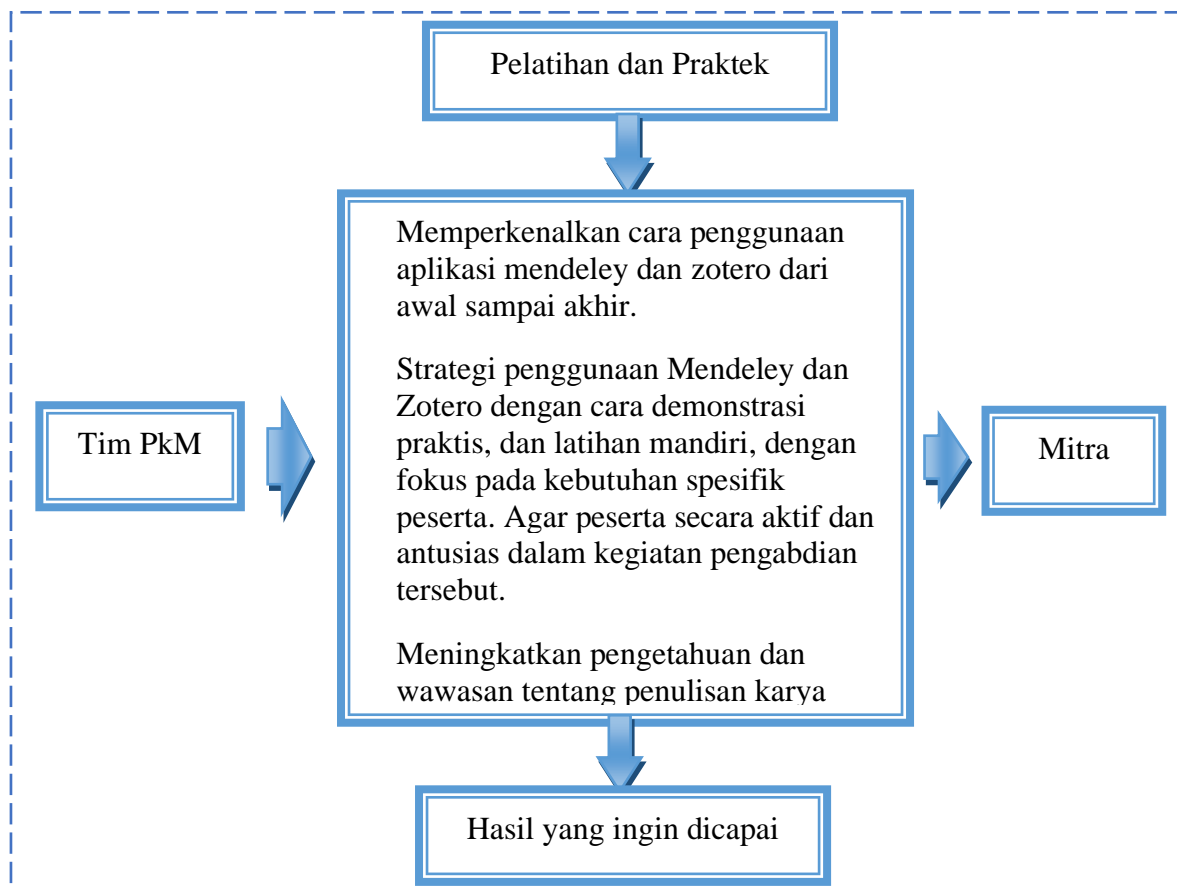 Pelatihan dan Praktek
Memperkenalkan cara penggunaan
aplikasi mendeley dan zotero dari
awal sampai akhir.
Strategi penggunaan Mendeley dan
Zotero dengan cara demonstrasi
praktis, dan latihan mandiri, dengan
fokus pada kebutuhan spesifik
peserta. Agar peserta secara aktif dan
antusias dalam kegiatan pengabdian
tersebut.
Meningkatkan pengetahuan dan
wawasan tentang penulisan karya
Tim PkM
Mitra
Hasil yang ingin dicapai